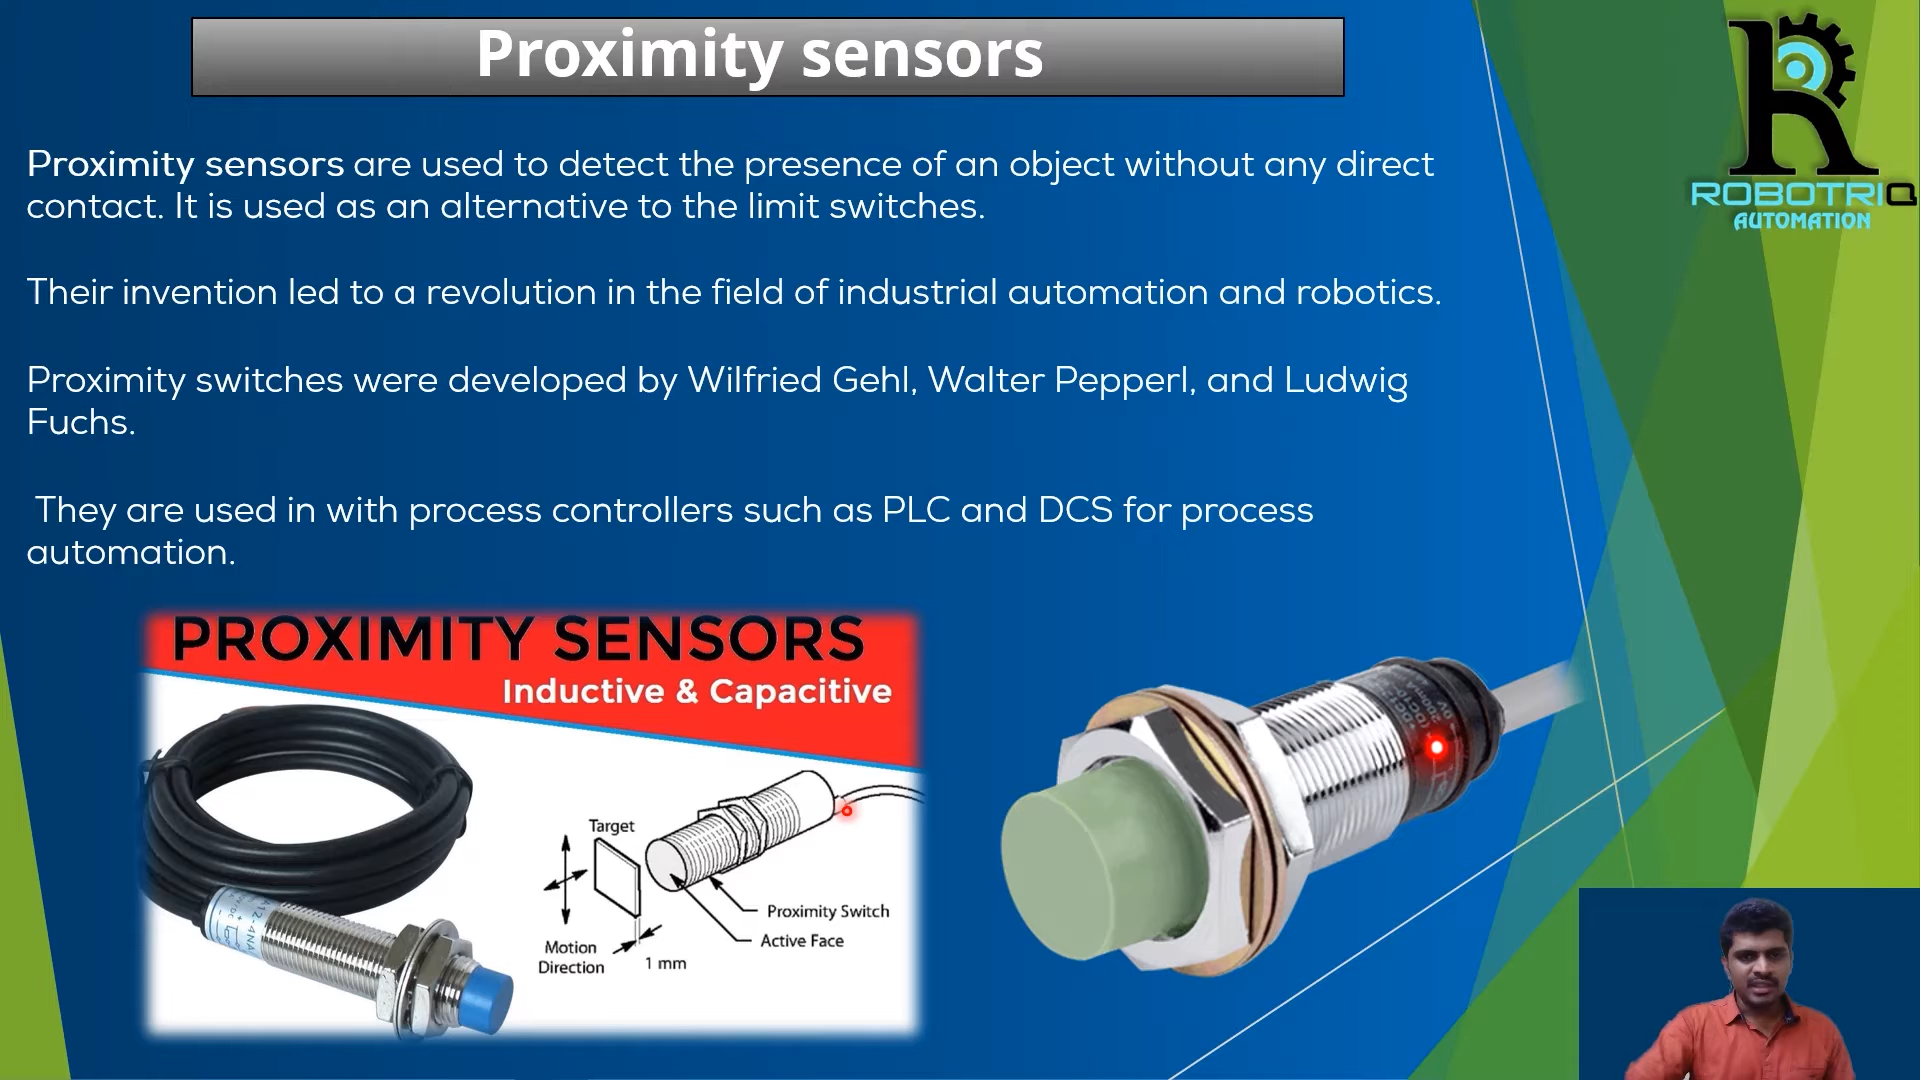 Proximity sensors
ROBOTRIQ
AUTOMATION
Proximity sensors are used to detect the presence of an object without any direct
contact. It is used as an alternative to the limit switches.
Their invention led to a revolution in the field of industrial automation and robotics.
Proximity switches were developed by Wilfried Gehl, Walter Pepperl, and Ludwig
Fuchs.
They are used in with process controllers such as PLC and DCS for process
automation.
PROXIMITY SENSORS
Inductive & Capacitive
Target
Proximity Switch
Active Face
Motion
Direction
1 mm